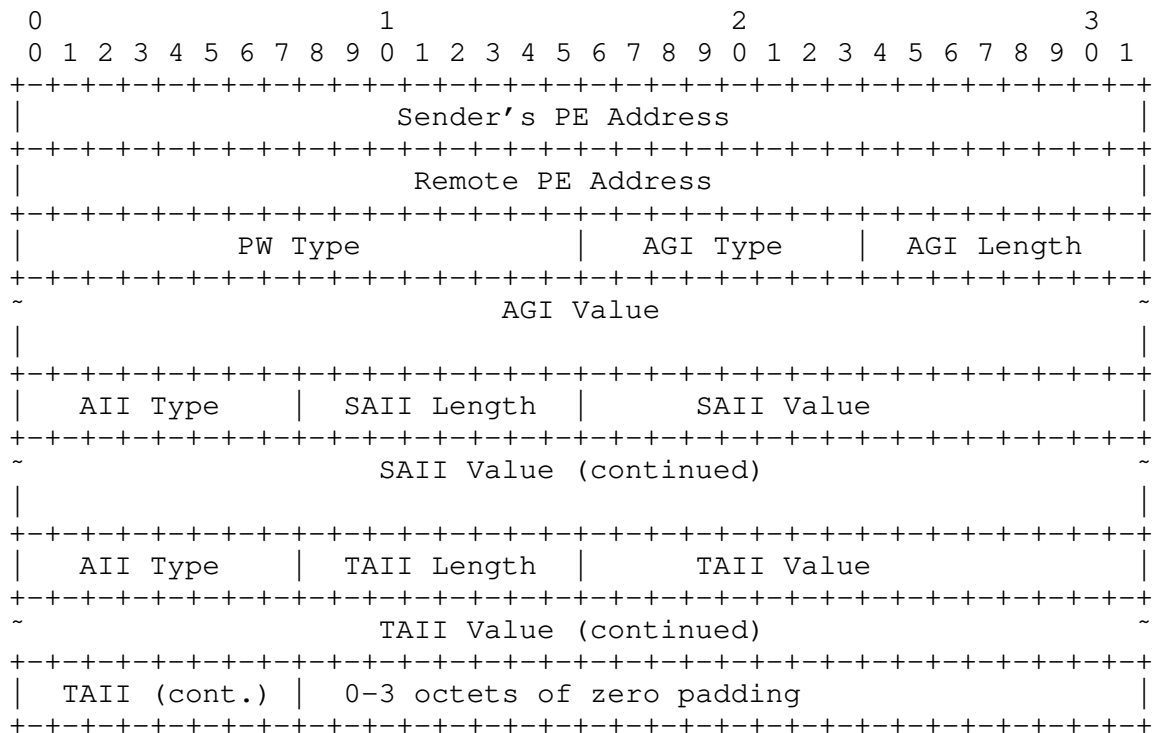 0                   1                   2                   3
 0 1 2 3 4 5 6 7 8 9 0 1 2 3 4 5 6 7 8 9 0 1 2 3 4 5 6 7 8 9 0 1
+-+-+-+-+-+-+-+-+-+-+-+-+-+-+-+-+-+-+-+-+-+-+-+-+-+-+-+-+-+-+-+-+
|                     Sender’s PE Address                       |
+-+-+-+-+-+-+-+-+-+-+-+-+-+-+-+-+-+-+-+-+-+-+-+-+-+-+-+-+-+-+-+-+
|                      Remote PE Address                        |
+-+-+-+-+-+-+-+-+-+-+-+-+-+-+-+-+-+-+-+-+-+-+-+-+-+-+-+-+-+-+-+-+
|            PW Type            |   AGI Type    |  AGI Length   |
+-+-+-+-+-+-+-+-+-+-+-+-+-+-+-+-+-+-+-+-+-+-+-+-+-+-+-+-+-+-+-+-+
~                           AGI Value                           ~
|                                                               |
+-+-+-+-+-+-+-+-+-+-+-+-+-+-+-+-+-+-+-+-+-+-+-+-+-+-+-+-+-+-+-+-+
|   AII Type    |  SAII Length  |      SAII Value               |
+-+-+-+-+-+-+-+-+-+-+-+-+-+-+-+-+-+-+-+-+-+-+-+-+-+-+-+-+-+-+-+-+
~                    SAII Value (continued)                     ~
|                                                               |
+-+-+-+-+-+-+-+-+-+-+-+-+-+-+-+-+-+-+-+-+-+-+-+-+-+-+-+-+-+-+-+-+
|   AII Type    |  TAII Length  |      TAII Value               |
+-+-+-+-+-+-+-+-+-+-+-+-+-+-+-+-+-+-+-+-+-+-+-+-+-+-+-+-+-+-+-+-+
~                    TAII Value (continued)                     ~
+-+-+-+-+-+-+-+-+-+-+-+-+-+-+-+-+-+-+-+-+-+-+-+-+-+-+-+-+-+-+-+-+
|  TAII (cont.) |  0-3 octets of zero padding                   |
+-+-+-+-+-+-+-+-+-+-+-+-+-+-+-+-+-+-+-+-+-+-+-+-+-+-+-+-+-+-+-+-+